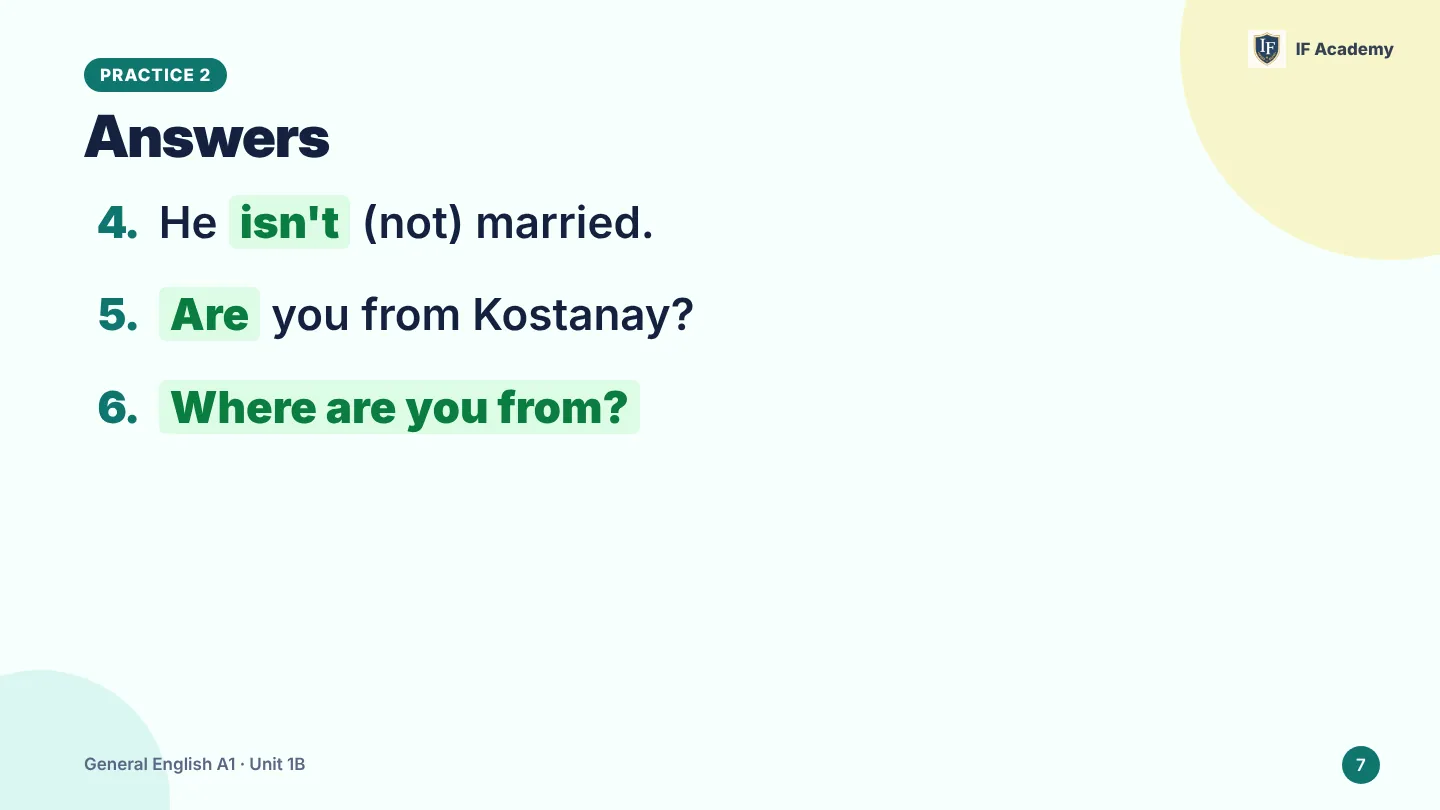 IF Academy
PRACTICE 2
Answers
4. He isn't (not) married.
5. Are you from Kostanay?
6. Where are you from?
General English A1 · Unit 1B
7